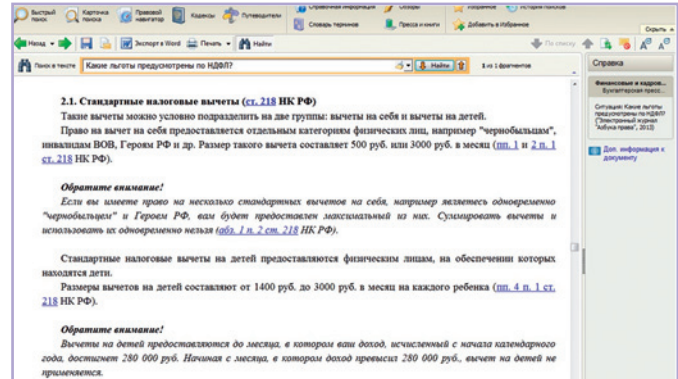 Быстрый поиск
Карточка поиска
Правовой навигатор
Кодексы
Путеводители
Справочная информация
Словарь терминов
Обзоры
Пресса и книги
Избранное
Добавить в Избранное
История поисков
Скрыть
Назад
Экспорт в Word
Печать
Найти
По списку
Поиск в тексте
Какие льготы предусмотрены по НДФЛ?
Найти
1 из 1 фрагментов
Справка
2.1. Стандартные налоговые вычеты (ст. 218 НК РФ)
Такие вычеты можно условно подразделить на две группы: вычеты на себя и вычеты на детей.
Право на вычет на себя предоставляется отдельным категориям физических лиц, например "чернобыльцам",
инвалидам ВОВ, Героям РФ и др. Размер такого вычета составляет 500 руб. или 3000 руб. в месяц (пп. 1 и 2 п. 1
ст. 218 НК РФ).
Обратите внимание!
Если вы имеете право на несколько стандартных вычетов на себя, например являетесь одновременно
"чернобыльцем" и Героем РФ, вам будет предоставлен максимальный из них. Суммировать вычеты и
использовать их одновременно нельзя (абз. 1 п. 2 ст. 218 НК РФ).
Стандартные налоговые вычеты на детей предоставляются физическим лицам, на обеспечении которых
находятся дети.
Размеры вычетов на детей составляют от 1400 руб. до 3000 руб. в месяц на каждого ребенка (пп. 4 п. 1 ст.
218 НК РФ).
Обратите внимание!
Вычеты на детей предоставляются до месяца, в котором ваш доход, исчисленный с начала календарного
года, достигнет 280 000 руб. Начиная с месяца, в котором доход превысил 280 000 руб., вычет на детей не
применяется.
Финансовые и кадров...
Бухгалтерская пресс...
Ситуация: Какие льготы
предусмотрены по НДФЛ?
("Электронный журнал
"Азбука права", 2013)
Доп. информация к
документу